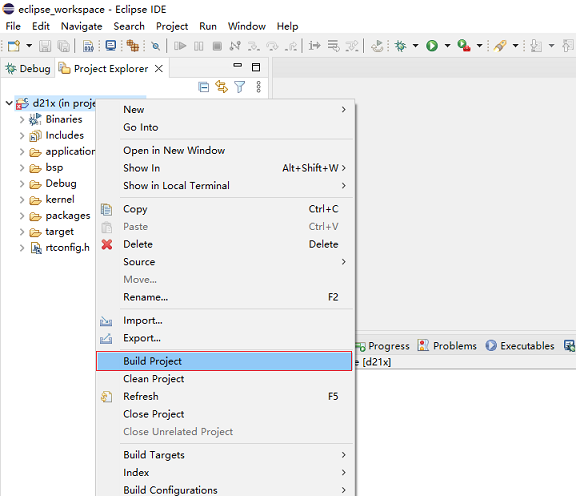 eclipse_workspace - Eclipse IDE
File Edit Navigate Search Project Run Window Help
Debug Project Explorer
d21x (in proje
Binaries
Includes
application
bsp
Debug
kernel
packages
target
rtconfig.h
New
Go Into
Open in New Window
Show In Alt+Shift+W
Show in Local Terminal
Copy Ctrl+C
Paste Ctrl+V
Delete Delete
Source
Move...
Rename... F2
Import...
Export...
Build Project
Clean Project
Refresh F5
Close Project
Close Unrelated Project
Build Targets
Index
Build Configurations
Progress Problems Executables
[d21x]